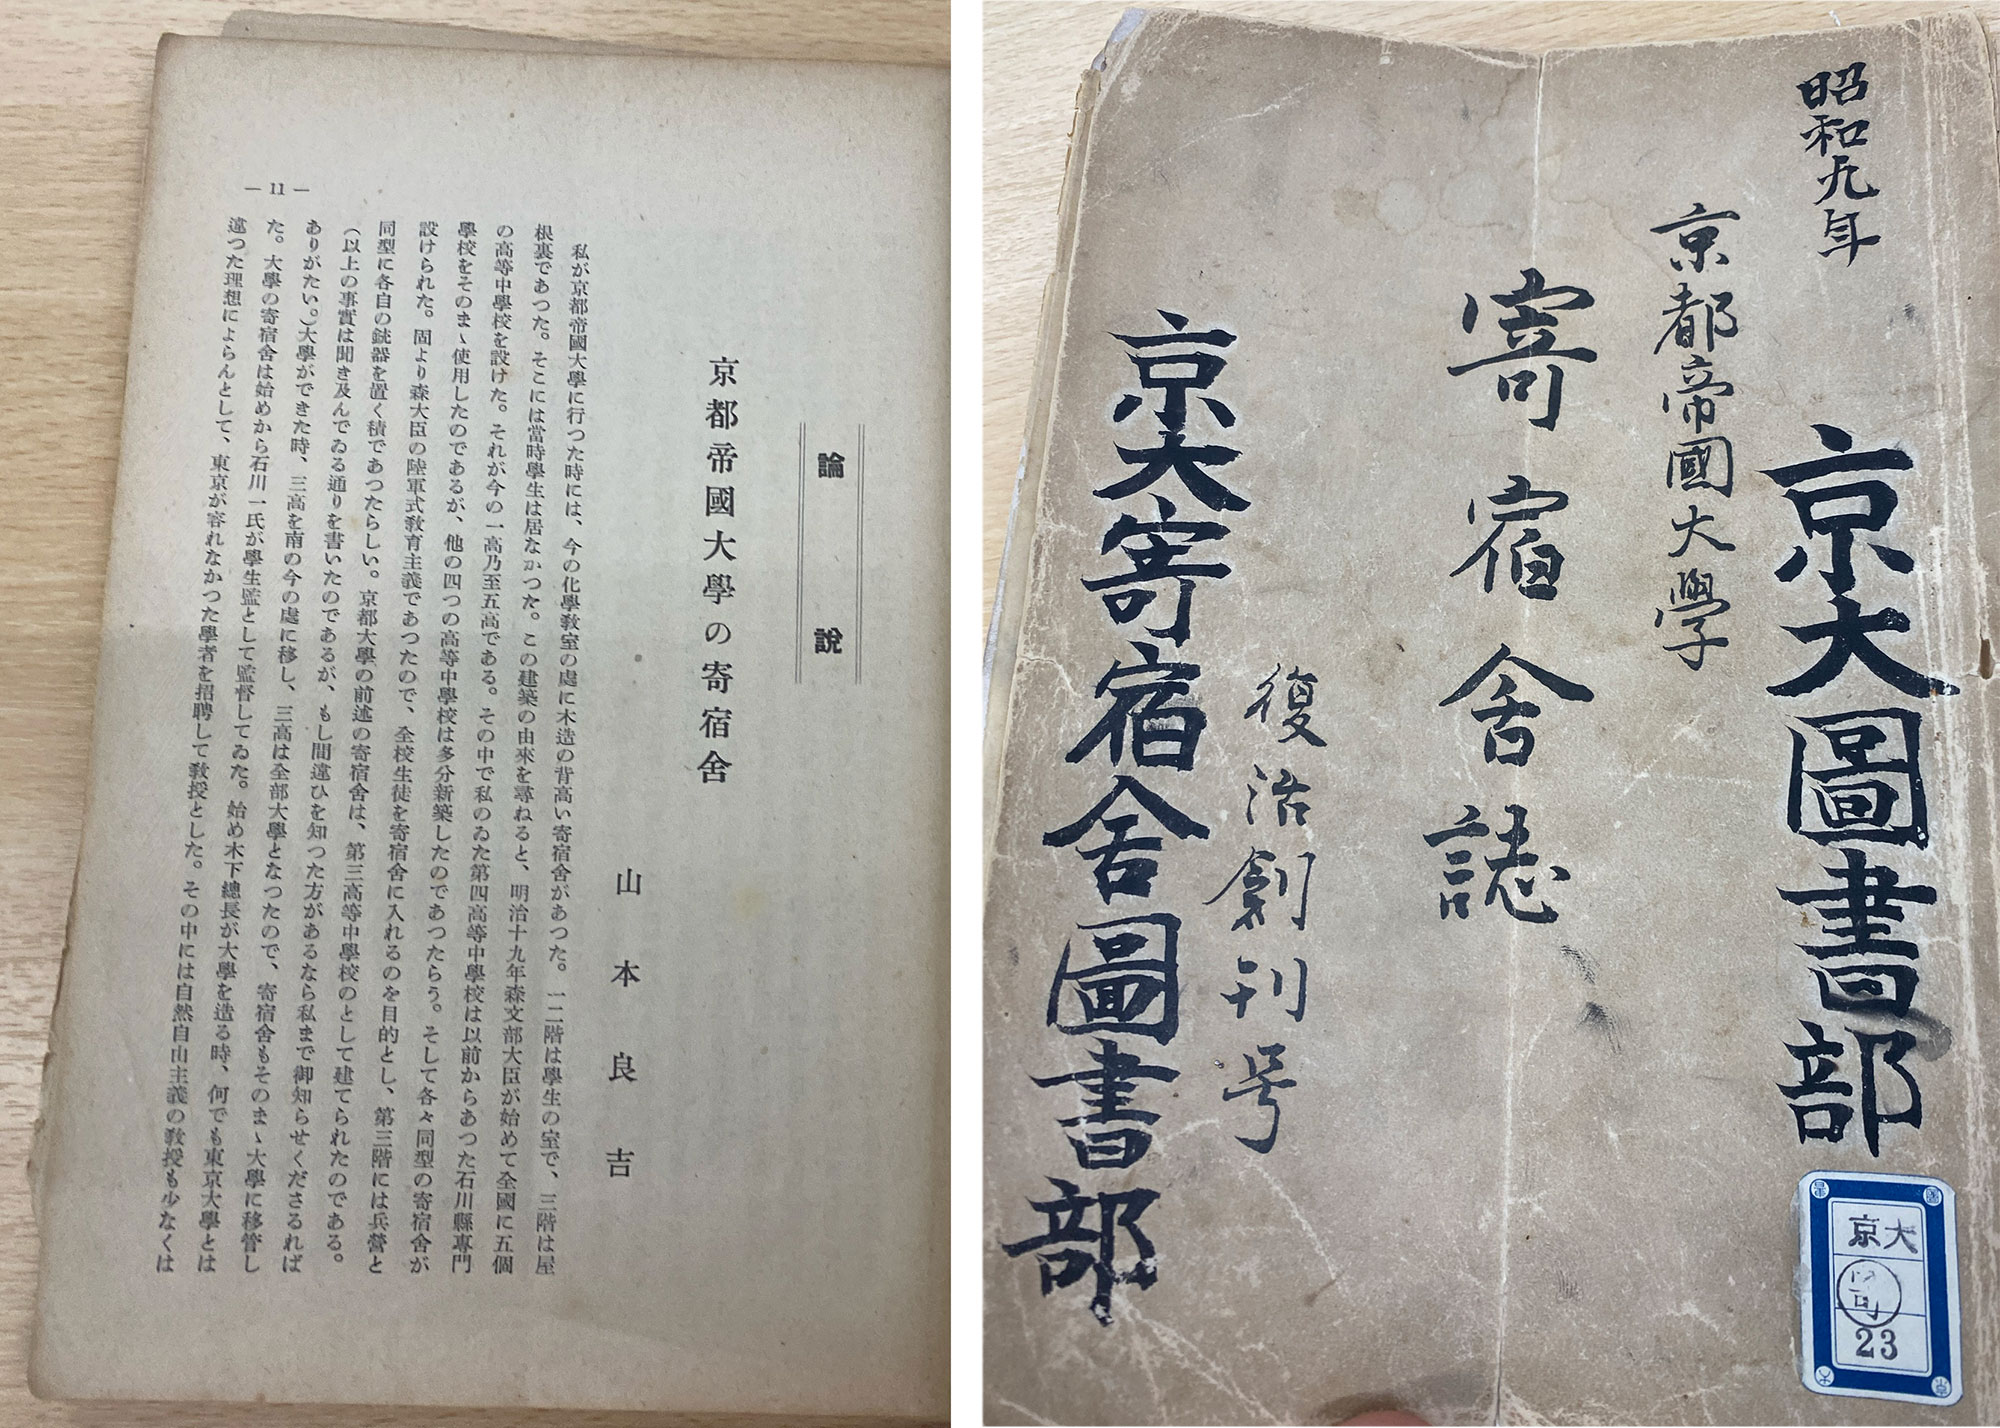 論説
京都帝國大學の寄宿舍
山本良吉
私が京都帝國大學に行つた時には、今の化學敎室の處に木造の背高い寄宿舍があつた。一二階は學生の室で、三階は屋
根裏であつた。そこには當時學生は居なかつた。この建築の由來を尋ねると、明治十九年森文部大臣が始めて全國に五個
の高等中學校を設けた。それが今の一高乃至五高である。その中で私のゐた第四高等中學校は以前からあつた石川縣專門
學校をそのまゝ使用したのであるが、他の四つの高等中學校は多分新築したのであつたらう。そして各々同型の寄宿舍が
設けられた。固より森大臣の陸軍式敎育主義であつたので、全校生徒を寄宿舍に入れるのを目的とし、第三階には兵營と
同型に各自の銃器を置く積であつたらしい。京都大學の前述の寄宿舍は、第三高等中學校のとして建てられたのである。
(以上の事實は聞き及んでゐる通りを書いたのであるが、もし間違ひを知つた方があるなら私まで御知らせくださるれば
ありがたい。)大學ができた時、三高を南の今の處に移し、三高は全部大學となつたので、寄宿舍もそのまゝ大學に移管し
た。大學の寄宿舍は始めから石川一氏が學生監として監督してゐた。始め木下總長が大學を造る時、何でも東京大學とは
違つた理想によらんとして、東京が容れなかつた學者を招聘して敎授とした。その中には自然自由主義の敎授も少なくは
— 11 —
昭和九年
京大圖書部
京都帝國大學
寄宿舍誌
復活創刊号
京大寄宿舍圖書部
大京
23